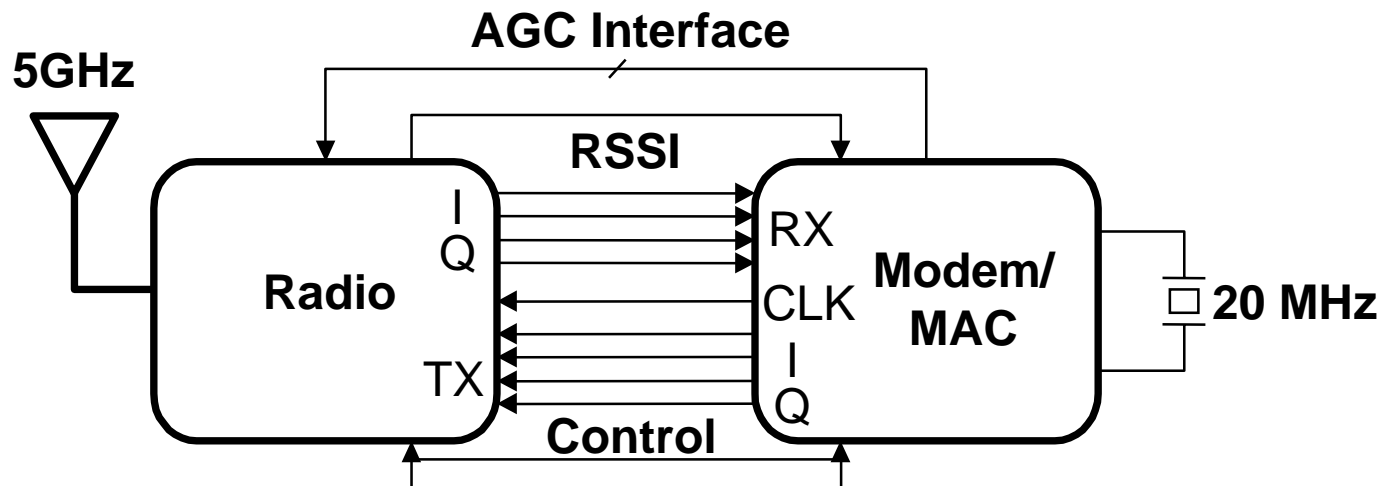 AGC Interface
5GHz
RSSI
I
Q
RX
Radio
Modem/
MAC
CLK
20 MHz
TX
I
Q
Control